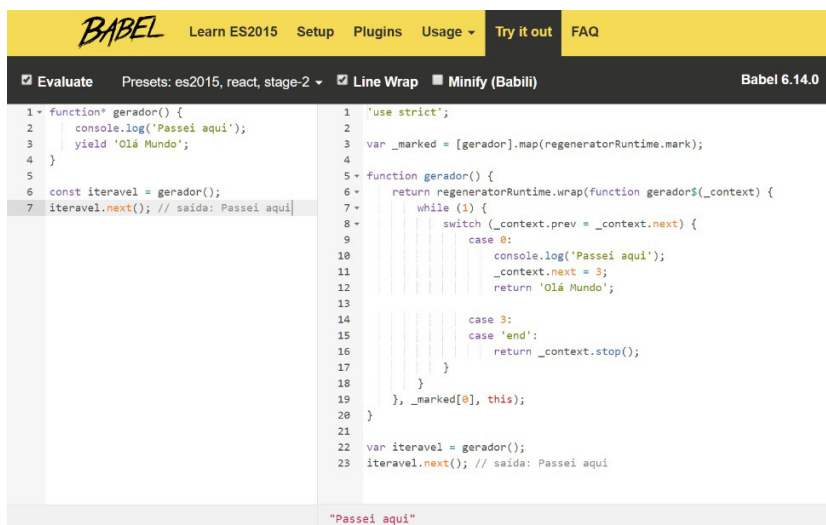 BABEL Learn ES2015 Setup Plugins Usage Try it out FAQ
Evaluate Presets: es2015, react, stage-2 Line Wrap Minify (Babili) Babel 6.14.0
1 function* gerador() {
2 console.log('Passei aqui');
3 yield 'Olá Mundo';
4 }
5
6 const iteravel = gerador();
7 iteravel.next(); // saída: Passei aqui
1 'use strict';
2
3 var _marked = [gerador].map(regeneratorRuntime.mark);
4
5 function gerador() {
6 return regeneratorRuntime.wrap(function gerador$(_context) {
7 while (1) {
8 switch (_context.prev = _context.next) {
9 case 0:
10 console.log('Passei aqui');
11 _context.next = 3;
12 return 'Olá Mundo';
13
14 case 3:
15 case 'end':
16 return _context.stop();
17 }
18 }
19 }, _marked[0], this);
20 }
21
22 var iteravel = gerador();
23 iteravel.next(); // saída: Passei aqui
"Passei aqui"